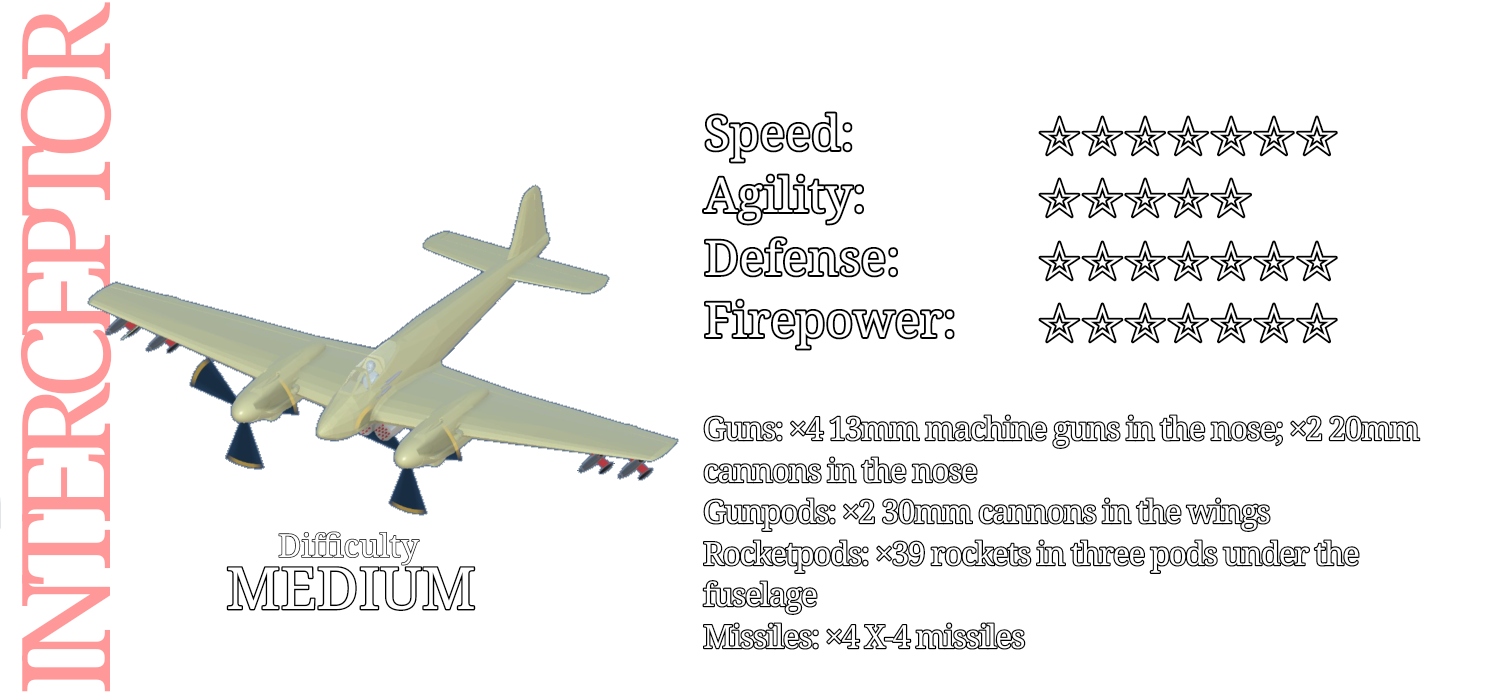 INTERCEPTOR
Speed: ☆☆☆☆☆☆☆
Agility: ☆☆☆☆☆
Defense: ☆☆☆☆☆☆☆
Firepower: ☆☆☆☆☆☆☆
Guns: ×4 13mm machine guns in the nose; ×2 20mm
cannons in the nose
Gunpods: ×2 30mm cannons in the wings
Rocketpods: ×39 rockets in three pods under the
fuselage
Missiles: ×4 X-4 missiles
Difficulty
MEDIUM